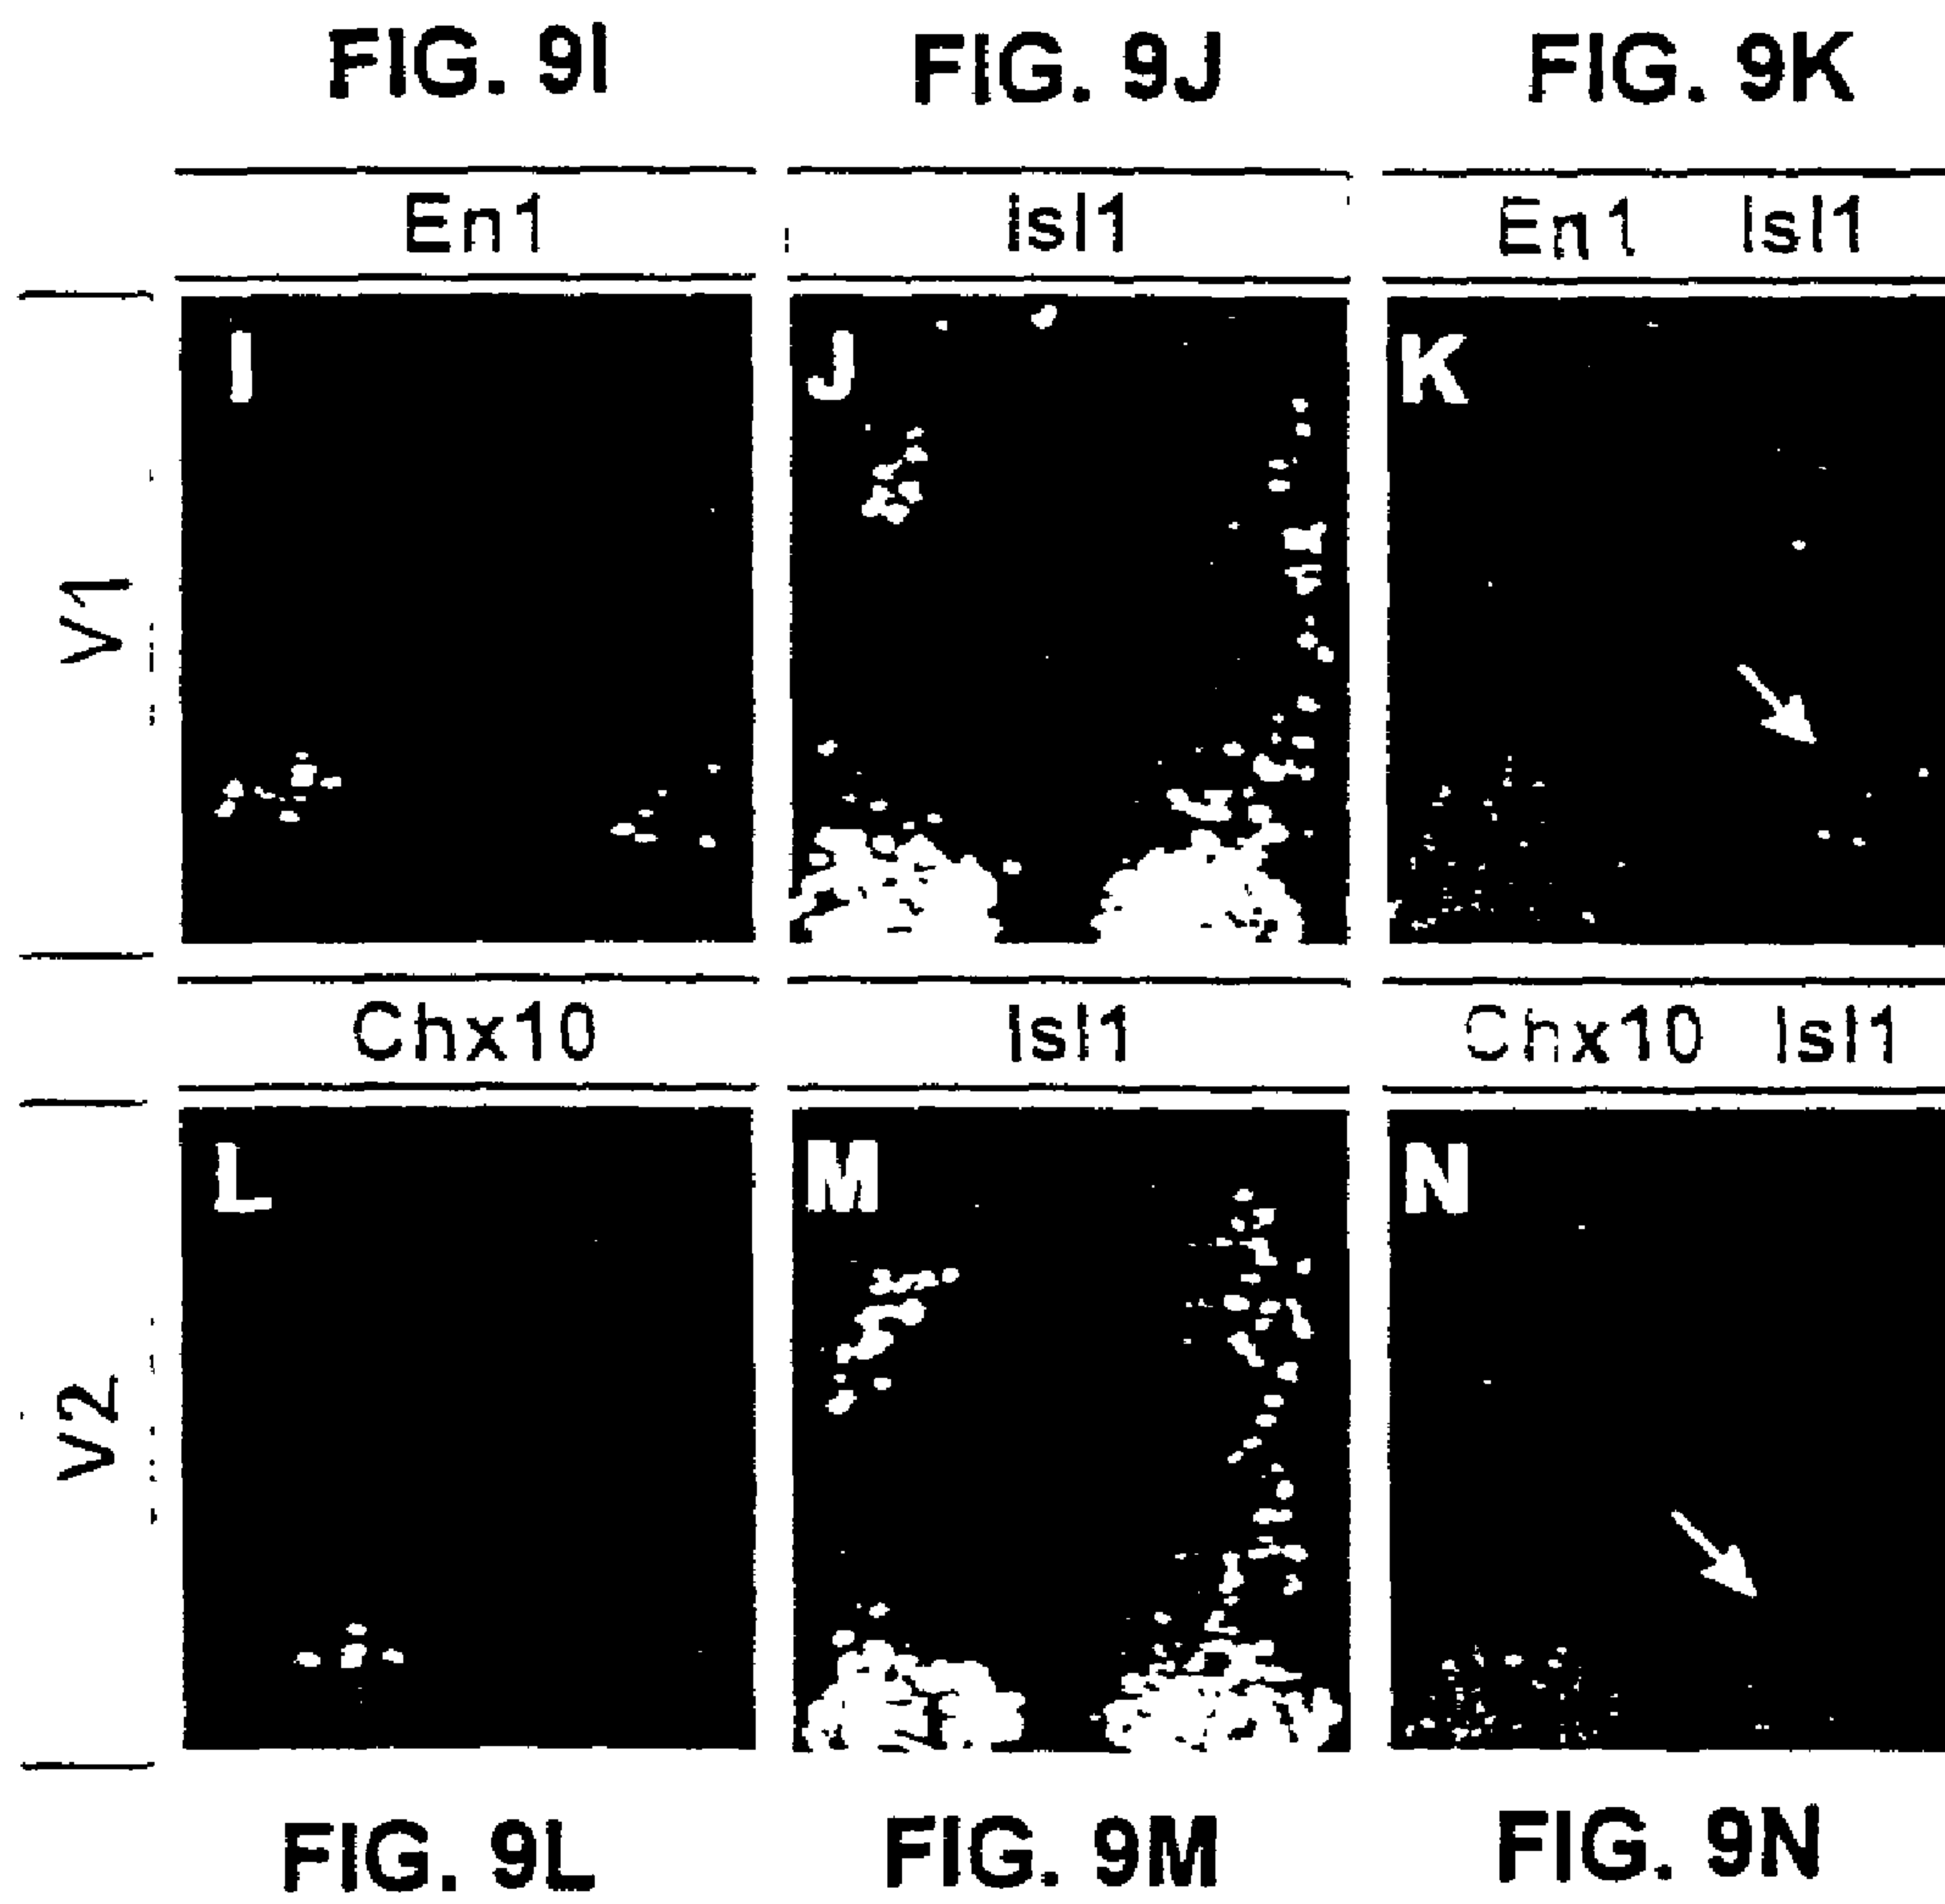 FIG. 9I FIG. 9J FIG. 9K
En1 Isl1 En1 Isl1
I J K
V1
Chx10 Isl1 Chx10 Isl1
L M N
V2
FIG. 9L FIG. 9M FIG. 9N